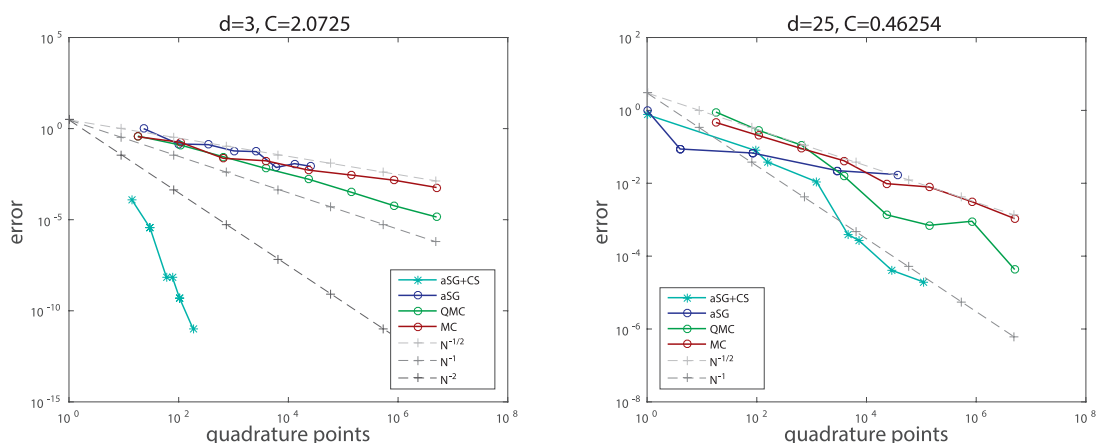 d=3, C=2.0725
10^5
10^0
10^-5
10^-10
10^-15
error
10^0 10^2 10^4 10^6 10^8
quadrature points
aSG+CS
aSG
QMC
MC
N^-1/2
N^-1
N^-2
d=25, C=0.46254
10^2
10^0
10^-2
10^-4
10^-6
10^-8
error
10^0 10^2 10^4 10^6 10^8
quadrature points
aSG+CS
aSG
QMC
MC
N^-1/2
N^-1